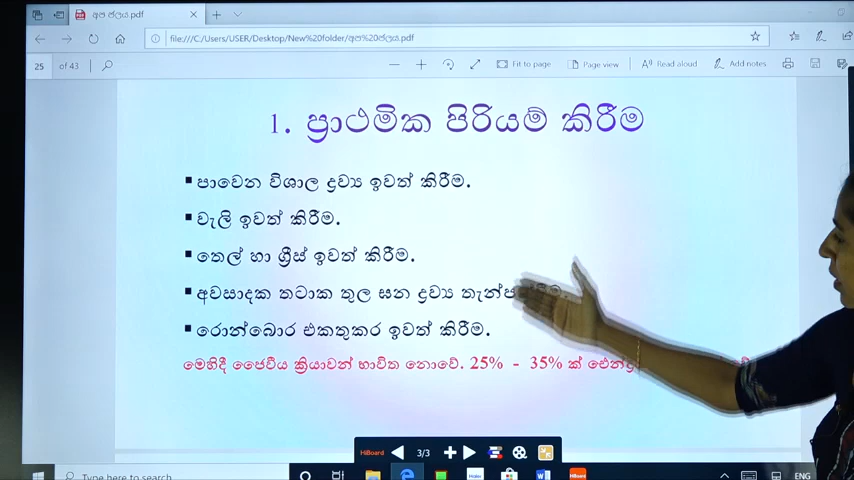 අප ජලය.pdf
file:///C:/Users/USER/Desktop/New%20folder/අප%20ජලය.pdf
25 of 43
Fit to page
Page view
Read aloud
Add notes
1. ප්‍රාථමික පිරියම් කිරීම
▪ පාවෙන විශාල ද්‍රව්‍ය ඉවත් කිරීම.
▪ වැලි ඉවත් කිරීම.
▪ තෙල් හා ග්‍රීස් ඉවත් කිරීම.
▪ අවසාදක තටාක තුල ඝන ද්‍රව්‍ය
▪ රොන්බොර එකතුකර ඉවත් කිරීම.
මෙහිදී ජෛවීය ක්‍රියාවන් භාවිත නොවේ. 25% - 35% ක්
HiBoard
3/3
Type here to search
HiBoard
ENG